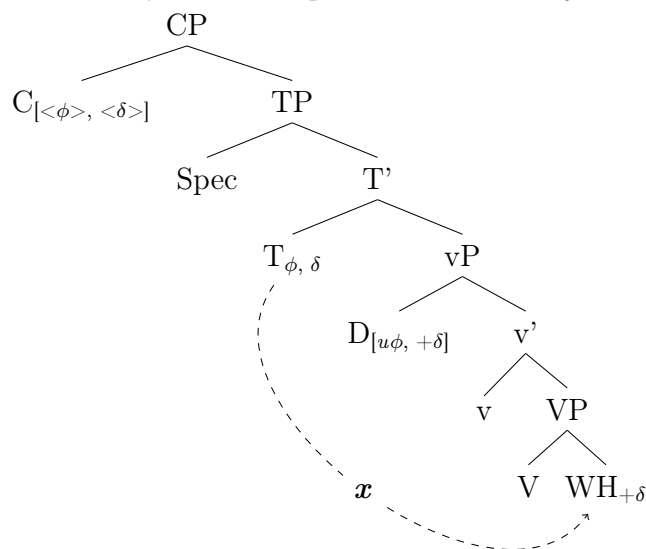 CP
C[<ϕ>, <δ>] TP
Spec T'
Tϕ, δ vP
D[uϕ, +δ] v'
v VP
x V WH+δ